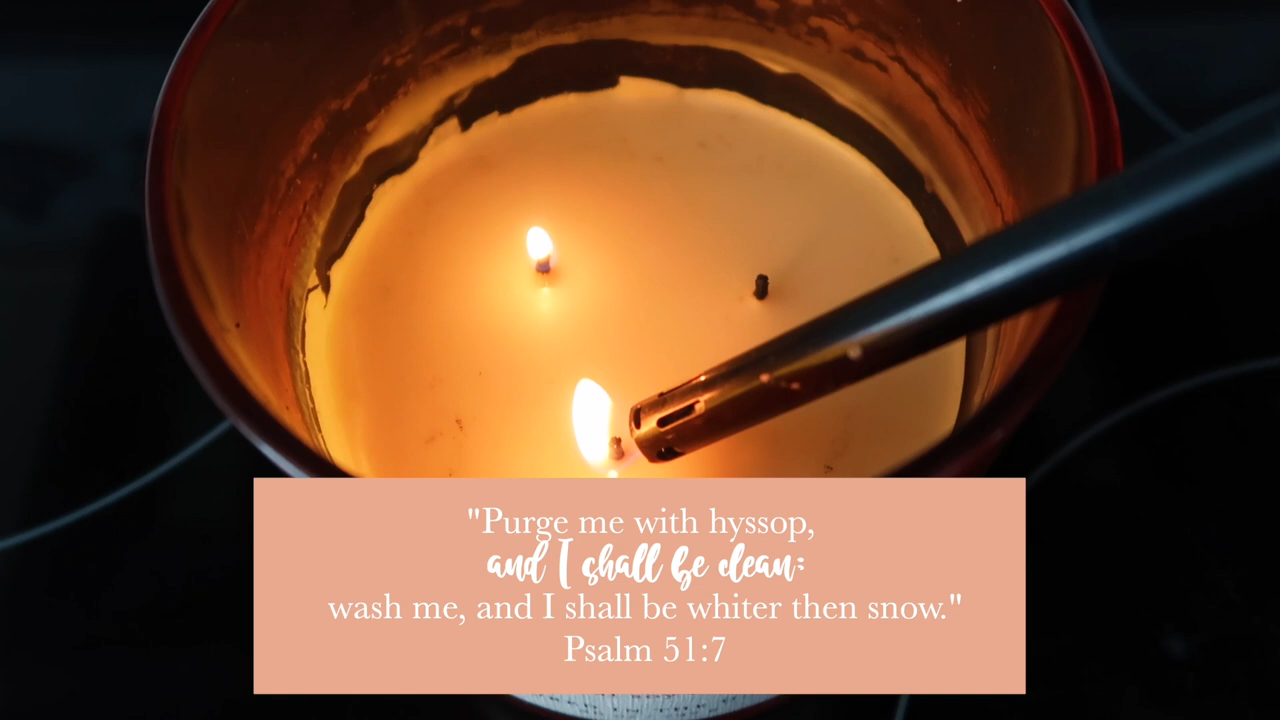 "Purge me with hyssop,
and I shall be clean;
wash me, and I shall be whiter then snow."
Psalm 51:7